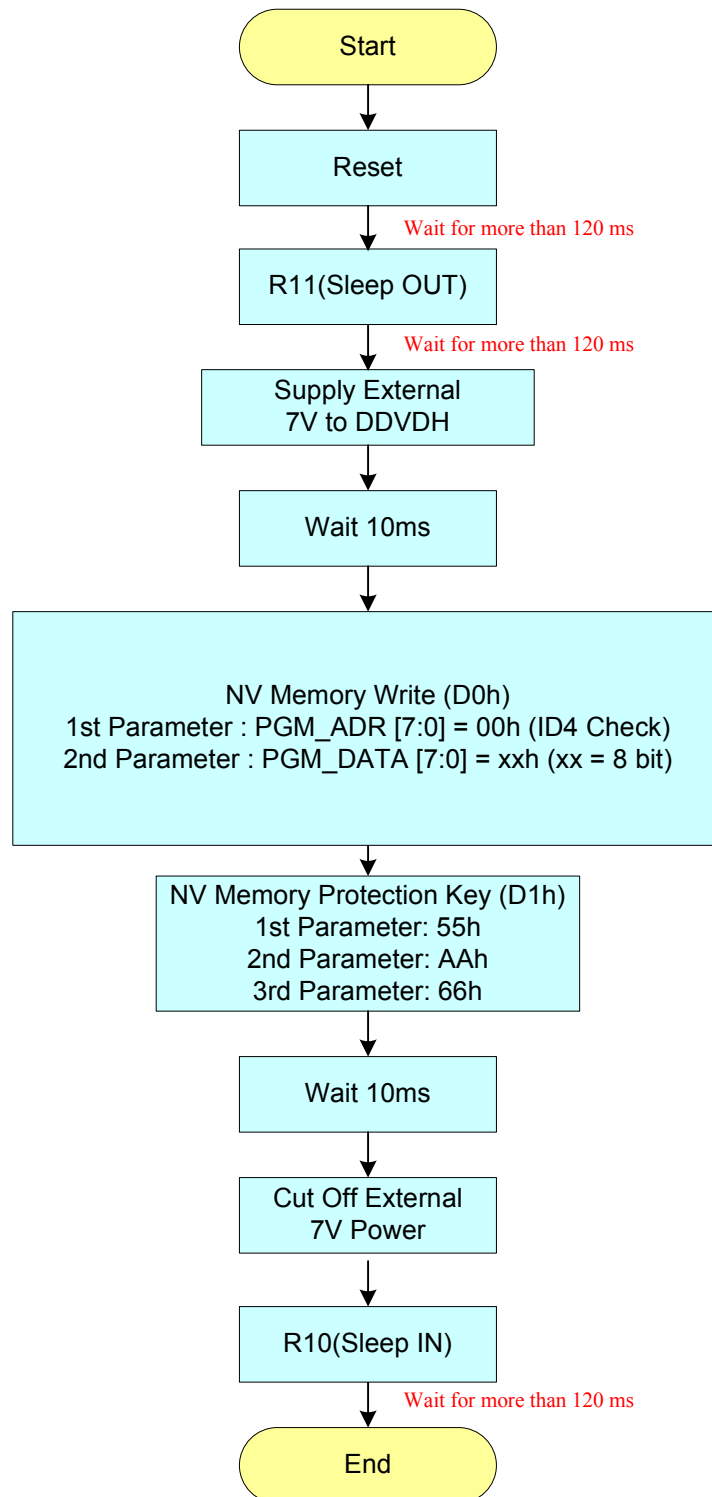 Start
Reset
Wait for more than 120 ms
R11(Sleep OUT)
Wait for more than 120 ms
Supply External
7V to DDVDH
Wait 10ms
NV Memory Write (D0h)
1st Parameter : PGM_ADR [7:0] = 00h (ID4 Check)
2nd Parameter : PGM_DATA [7:0] = xxh (xx = 8 bit)
NV Memory Protection Key (D1h)
1st Parameter: 55h
2nd Parameter: AAh
3rd Parameter: 66h
Wait 10ms
Cut Off External
7V Power
R10(Sleep IN)
Wait for more than 120 ms
End